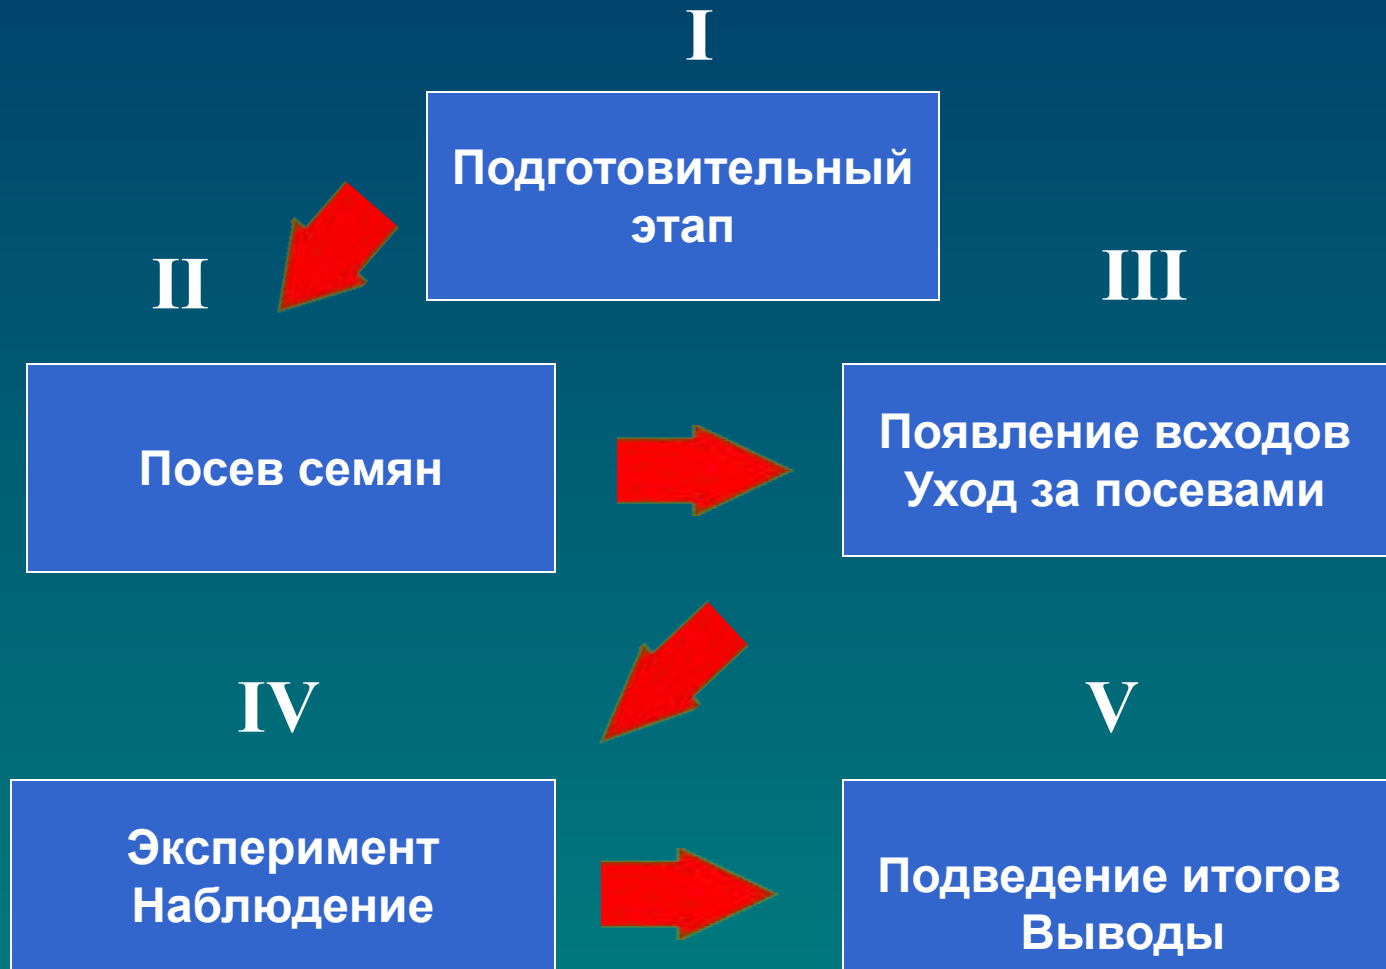 I
Подготовительный
этап
II
Посев семян
III
Появление всходов
Уход за посевами
IV
Эксперимент
Наблюдение
V
Подведение итогов
Выводы